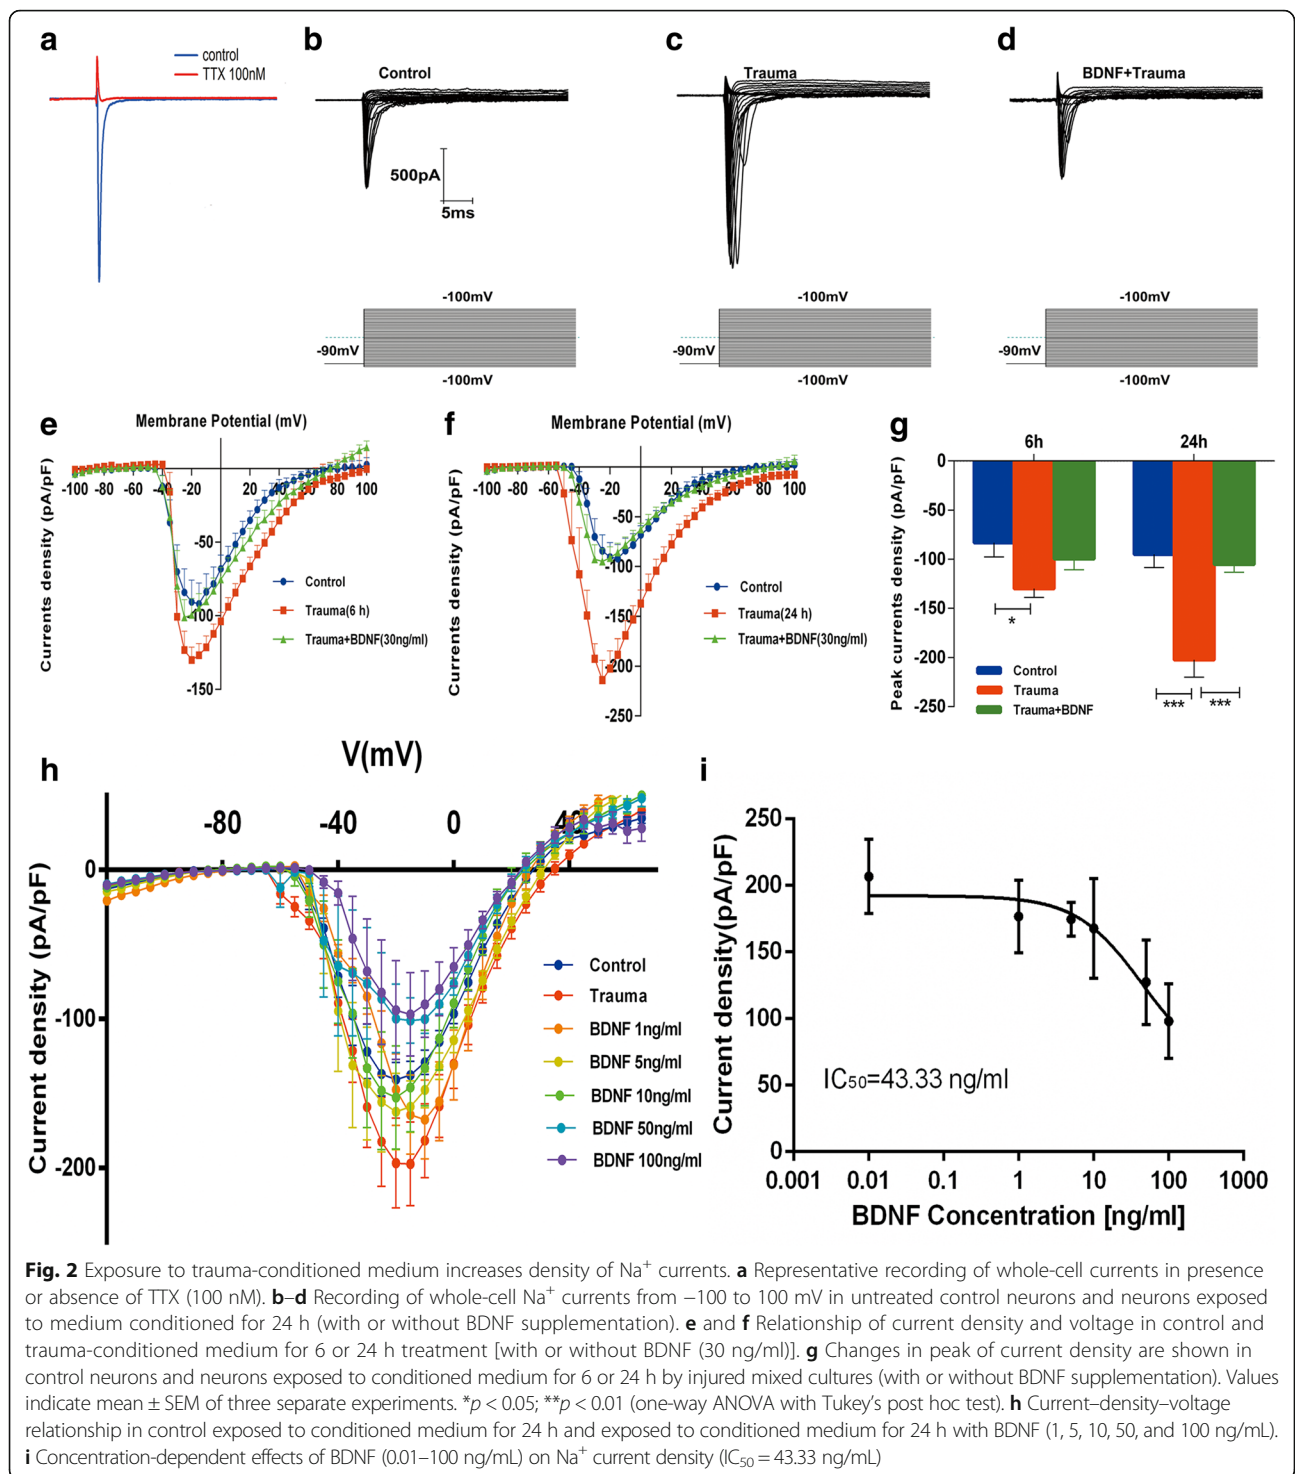 a
control
TTX 100nM
b
Control
500pA
5ms
c
Trauma
d
BDNF+Trauma
-100mV
-90mV
-100mV
-100mV
-90mV
-100mV
-100mV
-90mV
-100mV
e
Membrane Potential (mV)
Currents density (pA/pF)
-100 -80 -60 -40 -20 20 40 60 80 100
-50
-100
-150
Control
Trauma(6 h)
Trauma+BDNF(30ng/ml)
f
Membrane Potential (mV)
Currents density (pA/pF)
-100 -80 -60 -40 -20 20 40 60 80 100
-50
-100
-150
-200
-250
Control
Trauma(24 h)
Trauma+BDNF(30ng/ml)
g
6h 24h
Peak currents density (pA/pF)
0
-50
-100
-150
-200
-250
*
*** ***
Control
Trauma
Trauma+BDNF
h
V(mV)
-80 -40 0 40
Current density (pA/pF)
0
-100
-200
Control
Trauma
BDNF 1ng/ml
BDNF 5ng/ml
BDNF 10ng/ml
BDNF 50ng/ml
BDNF 100ng/ml
i
Current density(pA/pF)
250
200
150
100
50
0
IC₅₀=43.33 ng/ml
0.001 0.01 0.1 1 10 100 1000
BDNF Concentration [ng/ml]
Fig. 2 Exposure to trauma-conditioned medium increases density of Na⁺ currents. a Representative recording of whole-cell currents in presence
or absence of TTX (100 nM). b–d Recording of whole-cell Na⁺ currents from −100 to 100 mV in untreated control neurons and neurons exposed
to medium conditioned for 24 h (with or without BDNF supplementation). e and f Relationship of current density and voltage in control and
trauma-conditioned medium for 6 or 24 h treatment [with or without BDNF (30 ng/ml)]. g Changes in peak of current density are shown in
control neurons and neurons exposed to conditioned medium for 6 or 24 h by injured mixed cultures (with or without BDNF supplementation). Values
indicate mean ± SEM of three separate experiments. *p < 0.05; **p < 0.01 (one-way ANOVA with Tukey's post hoc test). h Current–density–voltage
relationship in control exposed to conditioned medium for 24 h and exposed to conditioned medium for 24 h with BDNF (1, 5, 10, 50, and 100 ng/mL).
i Concentration-dependent effects of BDNF (0.01–100 ng/mL) on Na⁺ current density (IC₅₀ = 43.33 ng/mL)